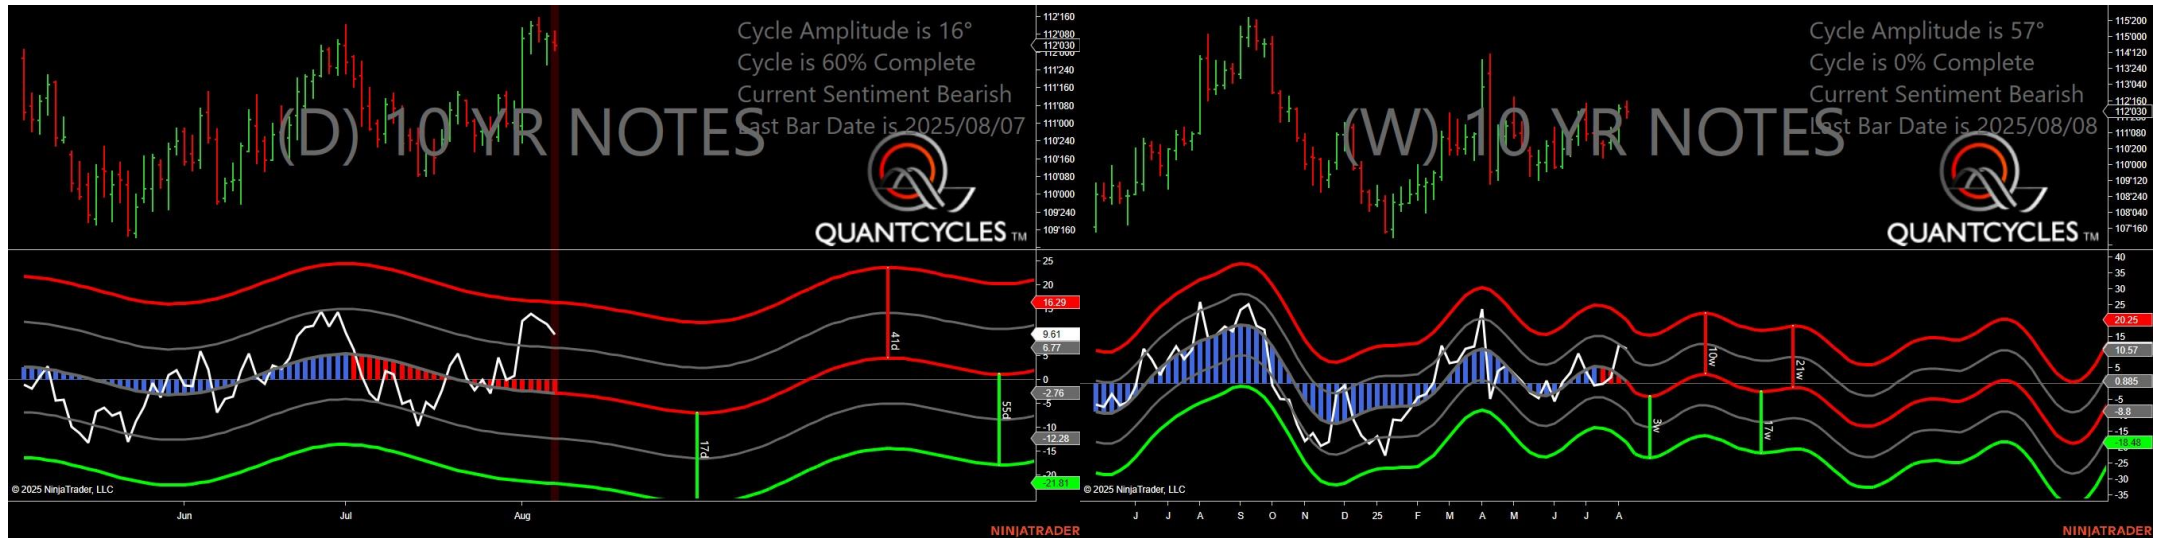 Cycle Amplitude is 16°
Cycle is 60% Complete
Current Sentiment Bearish
Last Bar Date is 2025/08/07
(D) 10 YR NOTES
QUANTCYCLES TM
112'160
112'080
112'030
111'240
111'160
111'080
111'000
110'240
110'160
110'080
110'000
109'240
109'160
25
20
16.29
9.61
6.77
5
0
-2.76
-5
-10
-12.28
-15
-20
-21.81
41d
17d
55d
© 2025 NinjaTrader, LLC
Jun
Jul
Aug
NINJATRADER
Cycle Amplitude is 57°
Cycle is 0% Complete
Current Sentiment Bearish
Last Bar Date is 2025/08/08
(W) 10 YR NOTES
QUANTCYCLES TM
115'200
115'000
114'120
113'240
113'040
112'160
112'030
111'080
110'200
110'000
109'120
108'240
108'040
107'160
40
35
30
25
20.25
15
10.57
5
0.885
-5
-8.8
-15
-18.48
-25
-30
-35
3w
10w
17w
21w
© 2025 NinjaTrader, LLC
J
J
A
S
O
N
D
25
F
M
A
M
J
J
A
NINJATRADER